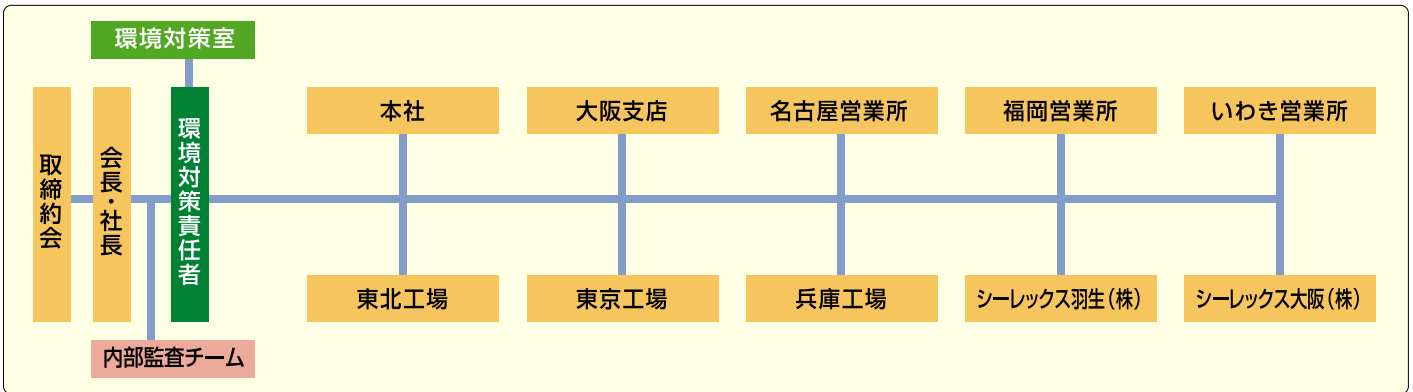 環境対策室
取締約会
会長・社長
環境対策責任者
本社
大阪支店
名古屋営業所
福岡営業所
いわき営業所
東北工場
東京工場
兵庫工場
シーレックス羽生（株）
シーレックス大阪（株）
内部監査チーム